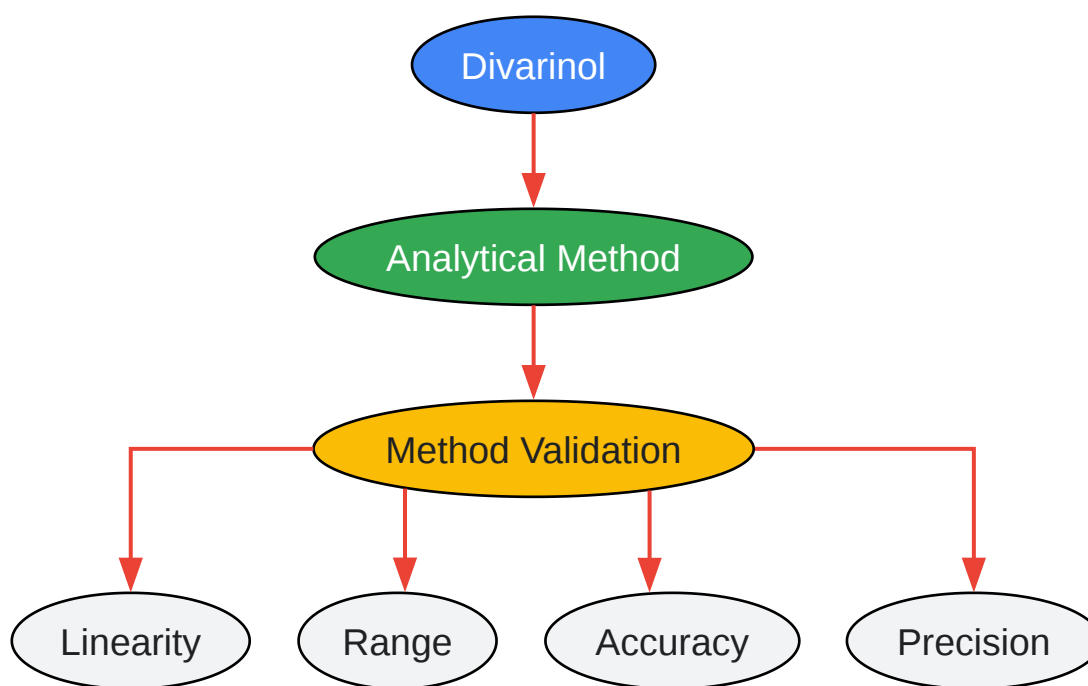 Divarinol
Analytical Method
Method Validation
Linearity
Range
Accuracy
Precision